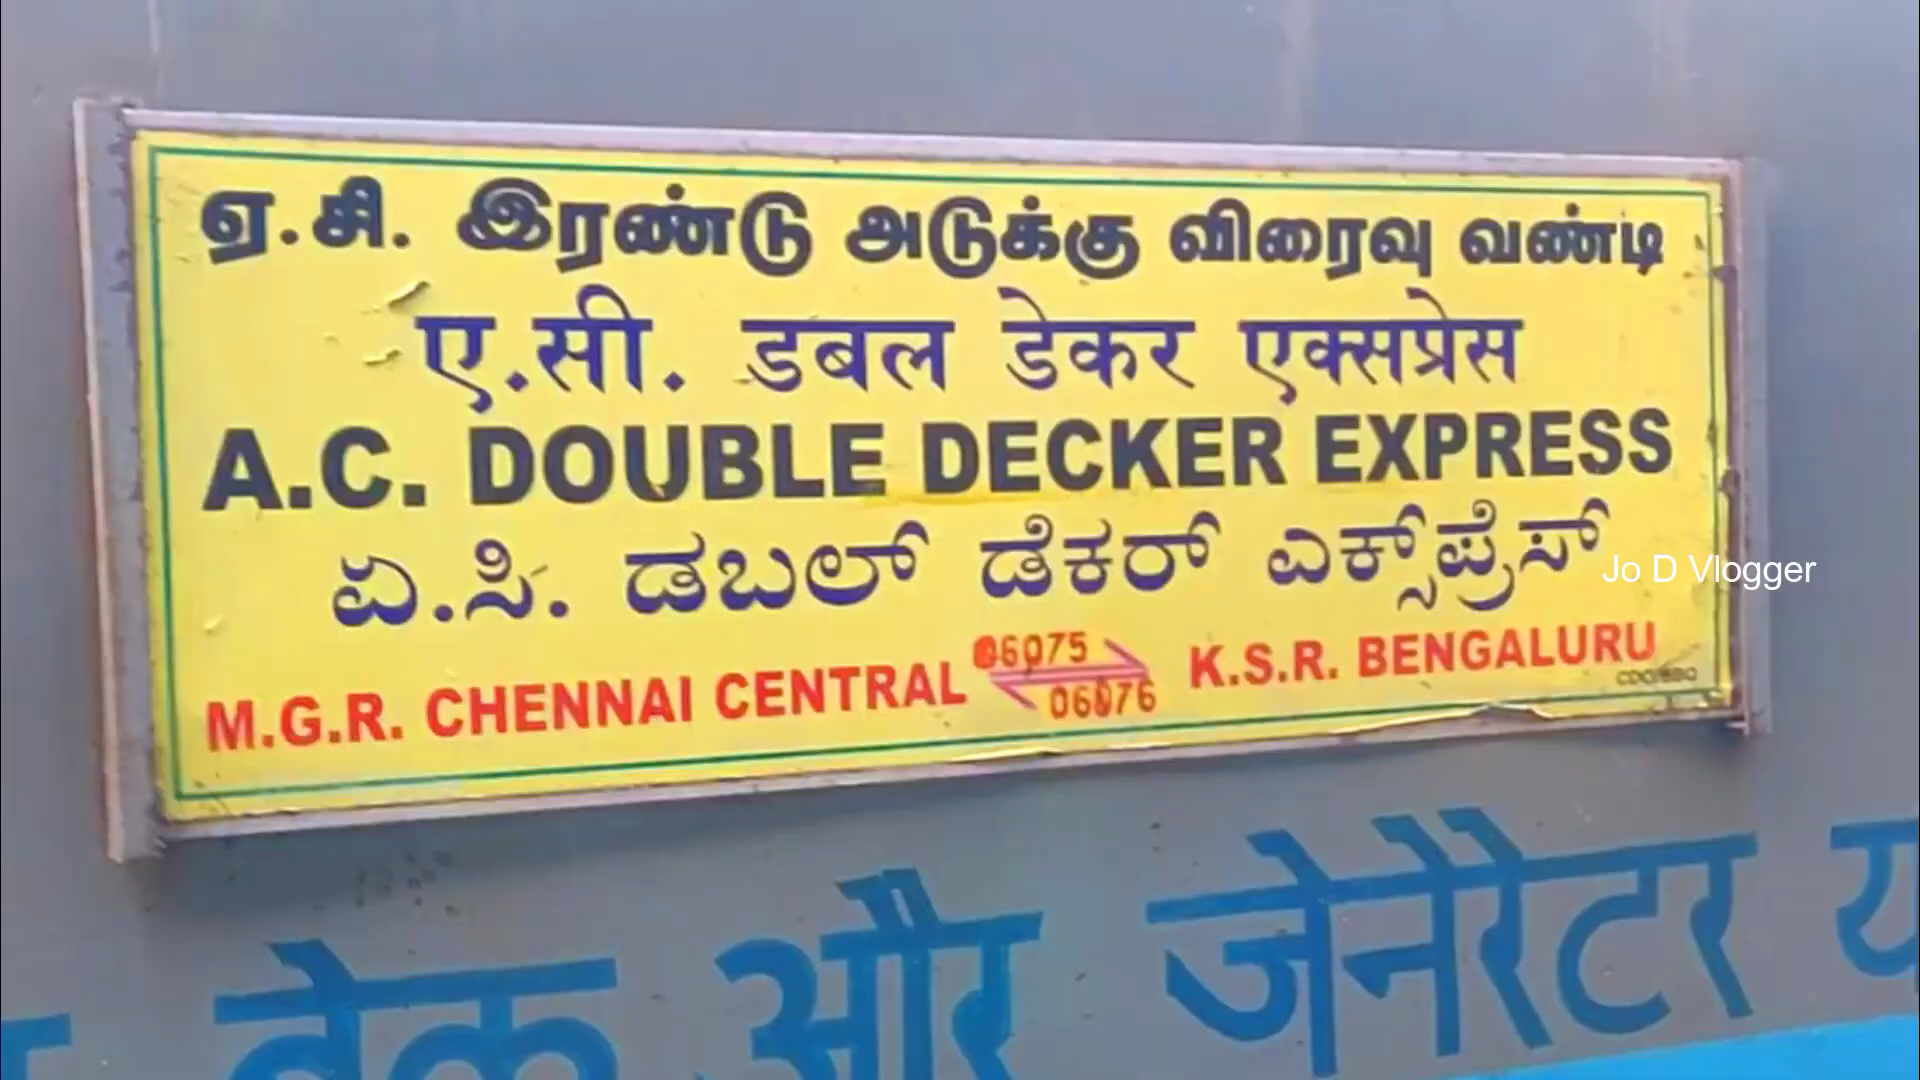 ஏ.சி. இரண்டு அடுக்கு விரைவு வண்டி
ए.सी. डबल डेकर एक्सप्रेस
A.C. DOUBLE DECKER EXPRESS
ಏ.ಸಿ. ಡಬಲ್ ಡೆಕರ್ ಎಕ್ಸ್‌ಪ್ರೆಸ್
Jo D Vlogger
M.G.R. CHENNAI CENTRAL 06075 06076 K.S.R. BENGALURU
ब्रेक और जेनरैटर